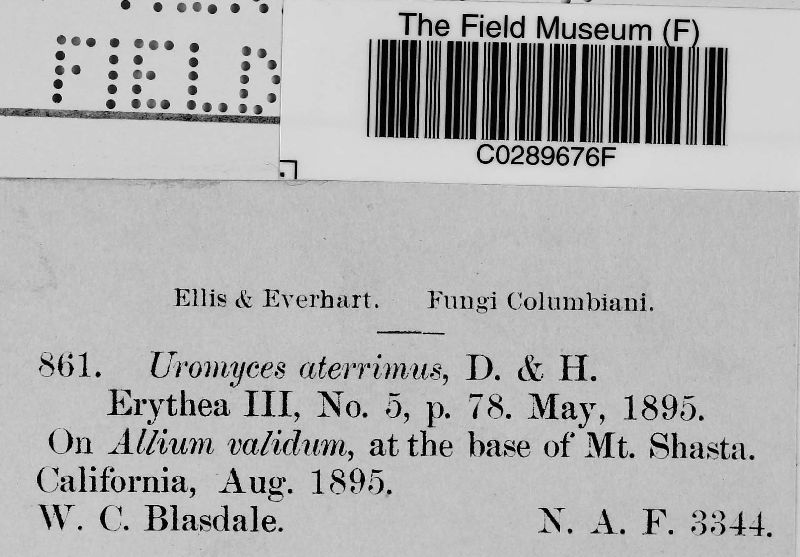 FIELD
The Field Museum (F)
C0289676F
Ellis & Everhart. Fungi Columbiani.
861. Uromyces aterrimus, D. & H.
Erythea III, No. 5, p. 78. May, 1895.
On Allium validum, at the base of Mt. Shasta.
California, Aug. 1895.
W. C. Blasdale. N. A. F. 3344.